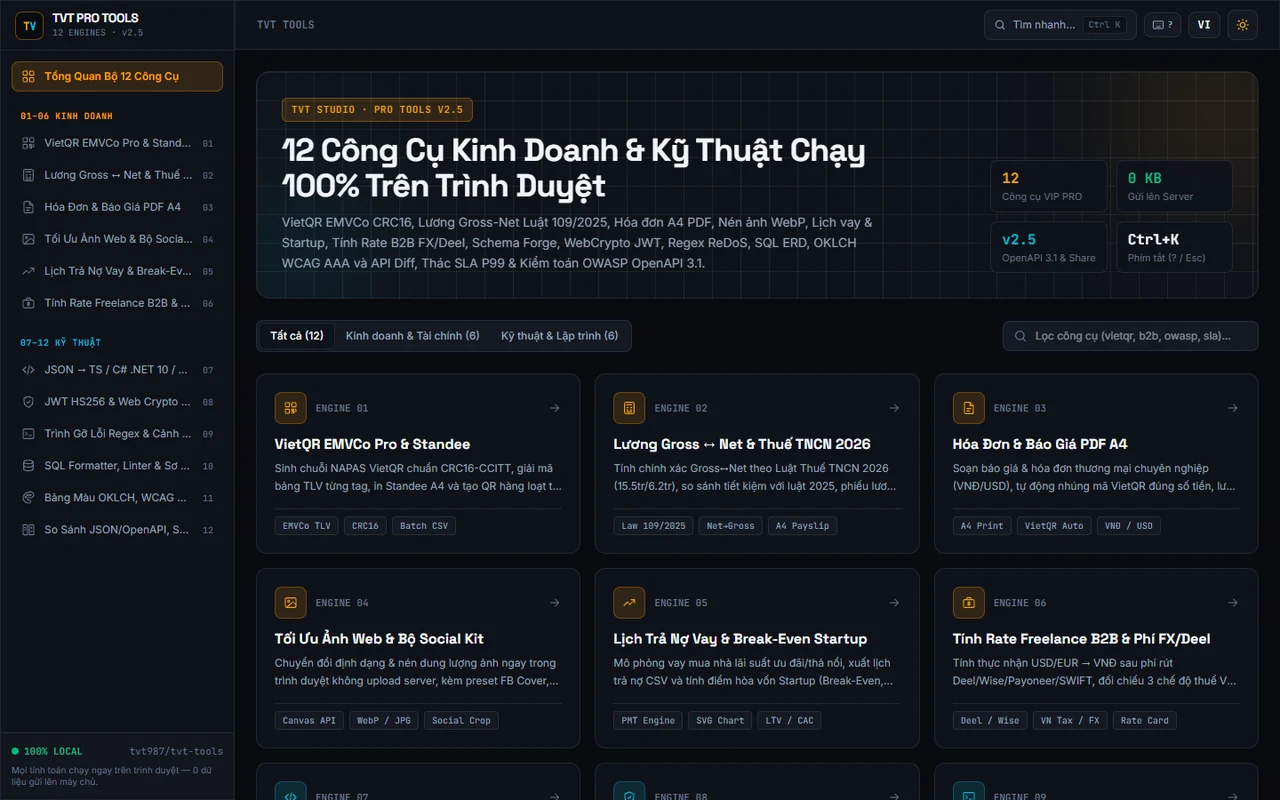 TV
TVT PRO TOOLS
12 ENGINES · v2.5
Tổng Quan Bộ 12 Công Cụ
01-06 KINH DOANH
VietQR EMVCo Pro & Stand... 01
Lương Gross ↔ Net & Thuế ... 02
Hóa Đơn & Báo Giá PDF A4 03
Tối Ưu Ảnh Web & Bộ Socia... 04
Lịch Trả Nợ Vay & Break-Ev... 05
Tính Rate Freelance B2B & ... 06
07-12 KỸ THUẬT
JSON → TS / C# .NET 10 / ... 07
JWT HS256 & Web Crypto ... 08
Trình Gỡ Lỗi Regex & Cảnh ... 09
SQL Formatter, Linter & Sơ ... 10
Bảng Màu OKLCH, WCAG ... 11
So Sánh JSON/OpenAPI, S... 12
100% LOCAL tvt987/tvt-tools
Mọi tính toán chạy ngay trên trình duyệt — 0 dữ
liệu gửi lên máy chủ.
TVT TOOLS
Tìm nhanh... Ctrl K
?
VI
TVT STUDIO · PRO TOOLS V2.5
12 Công Cụ Kinh Doanh & Kỹ Thuật Chạy
100% Trên Trình Duyệt
VietQR EMVCo CRC16, Lương Gross-Net Luật 109/2025, Hóa đơn A4 PDF, Nén ảnh WebP, Lịch vay &
Startup, Tính Rate B2B FX/Deel, Schema Forge, WebCrypto JWT, Regex ReDoS, SQL ERD, OKLCH
WCAG AAA và API Diff, Thác SLA P99 & Kiểm toán OWASP OpenAPI 3.1.
12
Công cụ VIP PRO
0 KB
Gửi lên Server
v2.5
OpenAPI 3.1 & Share
Ctrl+K
Phím tắt (? / Esc)
Tất cả (12)
Kinh doanh & Tài chính (6)
Kỹ thuật & Lập trình (6)
Lọc công cụ (vietqr, b2b, owasp, sla)...
ENGINE 01
VietQR EMVCo Pro & Standee
Sinh chuỗi NAPAS VietQR chuẩn CRC16-CCITT, giải mã
bảng TLV từng tag, in Standee A4 và tạo QR hàng loạt t...
EMVCo TLV
CRC16
Batch CSV
ENGINE 02
Lương Gross ↔ Net & Thuế TNCN 2026
Tính chính xác Gross↔Net theo Luật Thuế TNCN 2026
(15.5tr/6.2tr), so sánh tiết kiệm với luật 2025, phiếu lươ...
Law 109/2025
Net→Gross
A4 Payslip
ENGINE 03
Hóa Đơn & Báo Giá PDF A4
Soạn báo giá & hóa đơn thương mại chuyên nghiệp
(VNĐ/USD), tự động nhúng mã VietQR đúng số tiền, lư...
A4 Print
VietQR Auto
VNĐ / USD
ENGINE 04
Tối Ưu Ảnh Web & Bộ Social Kit
Chuyển đổi định dạng & nén dung lượng ảnh ngay trong
trình duyệt không upload server, kèm preset FB Cover,...
Canvas API
WebP / JPG
Social Crop
ENGINE 05
Lịch Trả Nợ Vay & Break-Even Startup
Mô phỏng vay mua nhà lãi suất ưu đãi/thả nổi, xuất lịch
trả nợ CSV và tính điểm hòa vốn Startup (Break-Even,...
PMT Engine
SVG Chart
LTV / CAC
ENGINE 06
Tính Rate Freelance B2B & Phí FX/Deel
Tính thực nhận USD/EUR → VNĐ sau phí rút
Deel/Wise/Payoneer/SWIFT, đối chiếu 3 chế độ thuế V...
Deel / Wise
VN Tax / FX
Rate Card
ENGINE 07
ENGINE 08
ENGINE 09